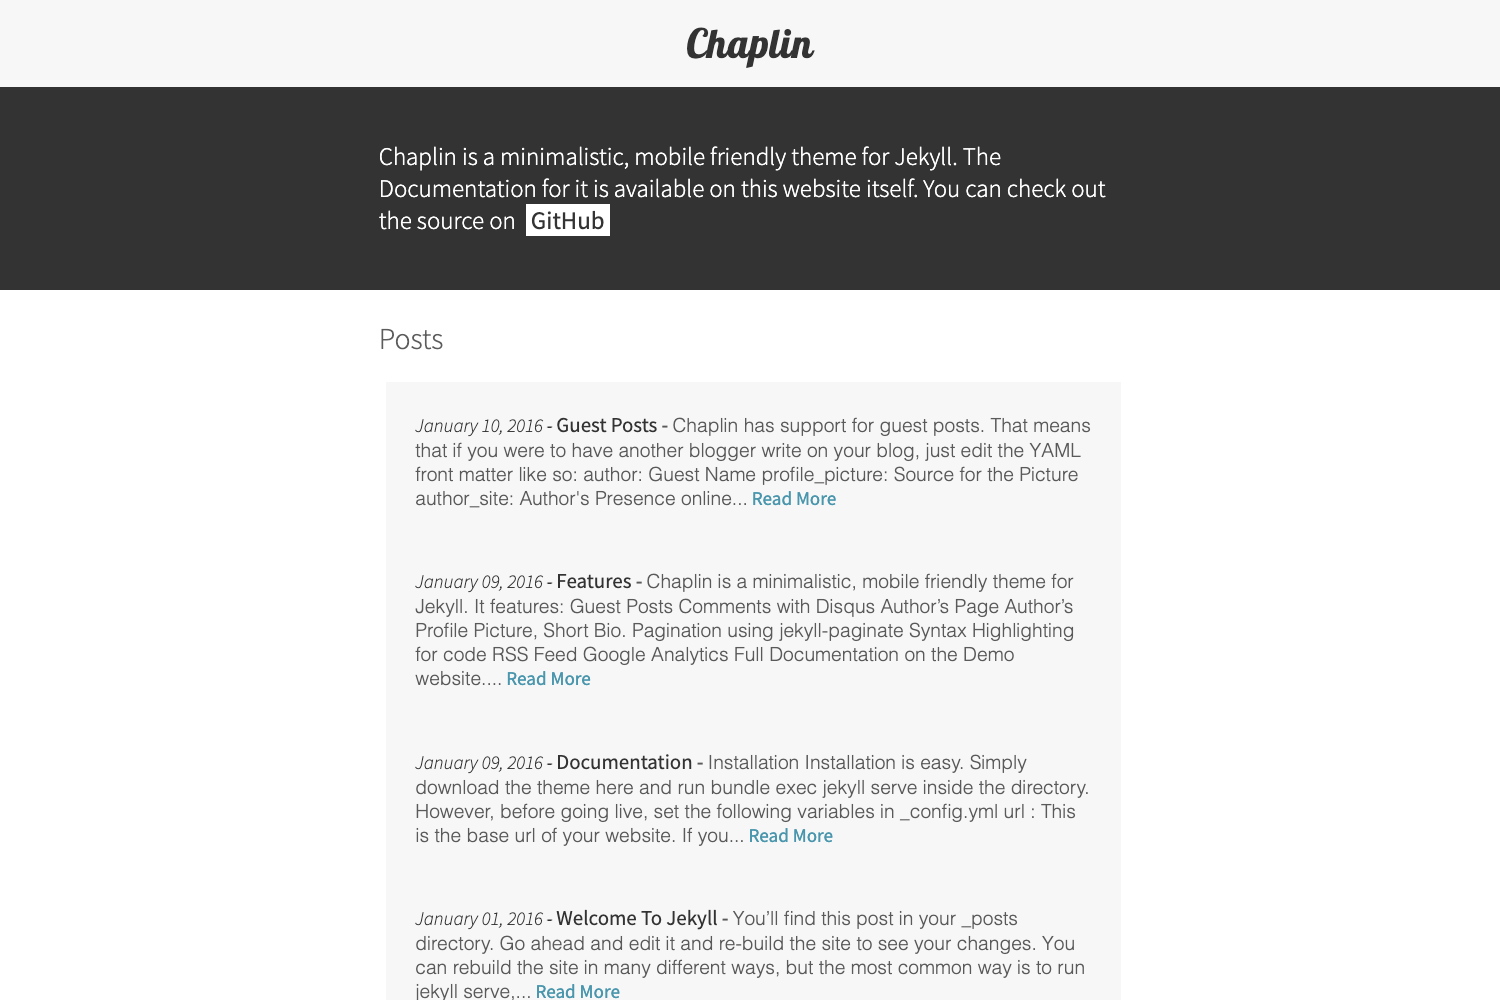 Chaplin
Chaplin is a minimalistic, mobile friendly theme for Jekyll. The
Documentation for it is available on this website itself. You can check out
the source on GitHub
Posts
January 10, 2016 - Guest Posts - Chaplin has support for guest posts. That means
that if you were to have another blogger write on your blog, just edit the YAML
front matter like so: author: Guest Name profile_picture: Source for the Picture
author_site: Author's Presence online... Read More
January 09, 2016 - Features - Chaplin is a minimalistic, mobile friendly theme for
Jekyll. It features: Guest Posts Comments with Disqus Author’s Page Author’s
Profile Picture, Short Bio. Pagination using jekyll-paginate Syntax Highlighting
for code RSS Feed Google Analytics Full Documentation on the Demo
website.... Read More
January 09, 2016 - Documentation - Installation Installation is easy. Simply
download the theme here and run bundle exec jekyll serve inside the directory.
However, before going live, set the following variables in _config.yml url : This
is the base url of your website. If you... Read More
January 01, 2016 - Welcome To Jekyll - You’ll find this post in your _posts
directory. Go ahead and edit it and re-build the site to see your changes. You
can rebuild the site in many different ways, but the most common way is to run
jekyll serve,... Read More